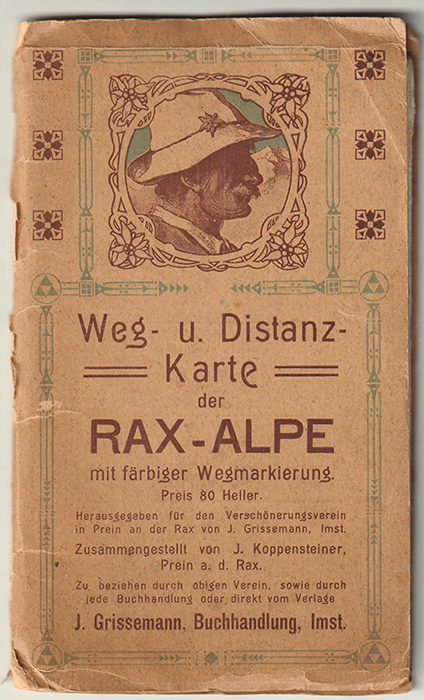 Weg- u. Distanz-
Karte
der
RAX-ALPE
mit färbiger Wegmarkierung.
Preis 80 Heller.
Herausgegeben für den Verschönerungsverein
in Prein an der Rax von J. Grissemann, Imst.
Zusammengestellt von J. Koppensteiner,
Prein a. d. Rax.
Zu beziehen durch obigen Verein, sowie durch
jede Buchhandlung oder direkt vom Verlage
J. Grissemann, Buchhandlung, Imst.